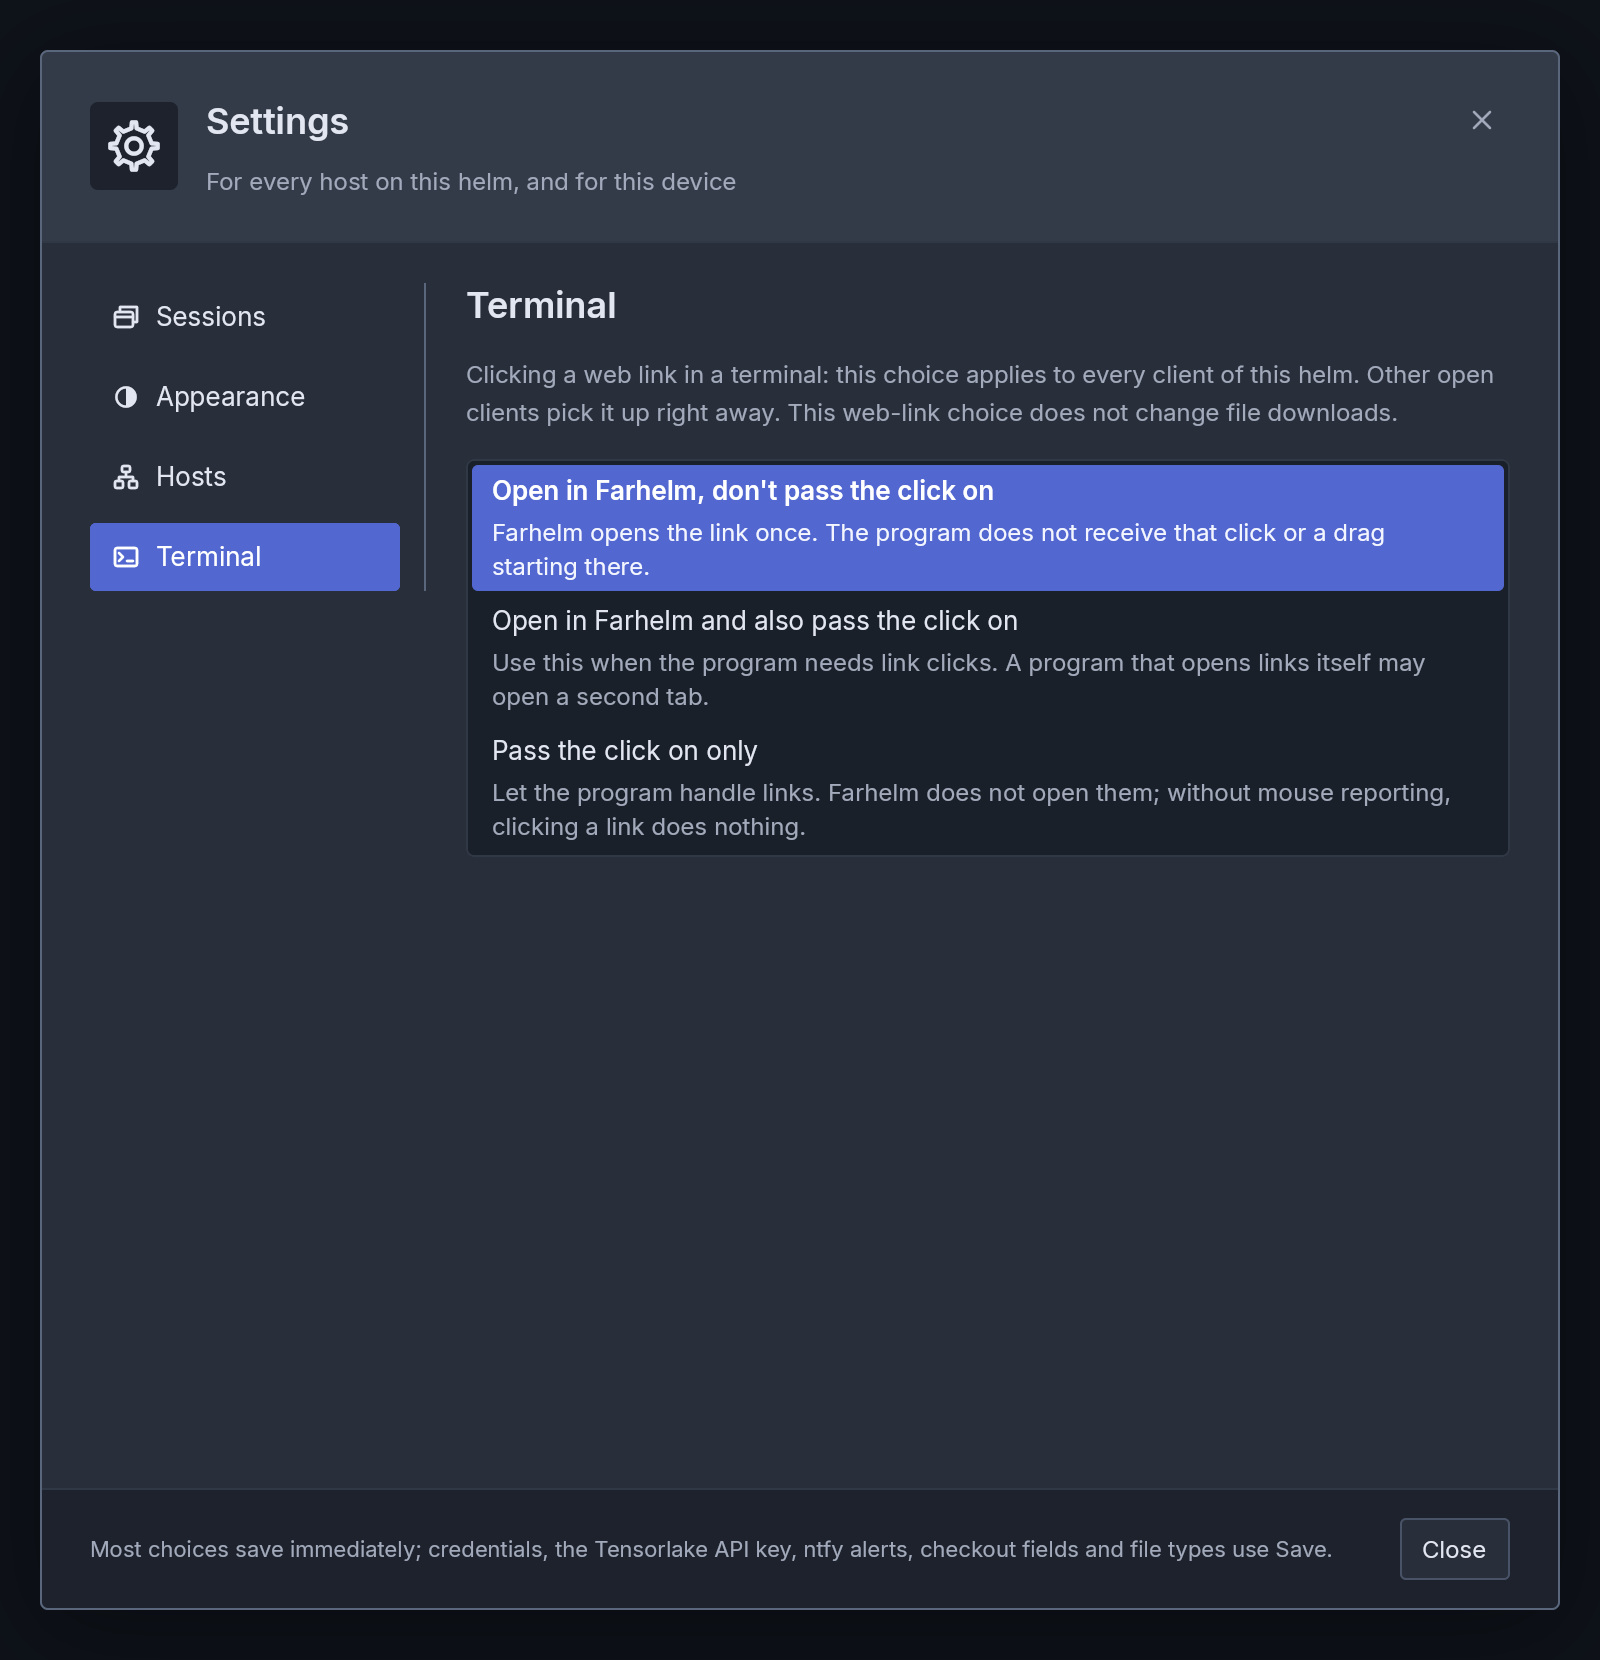 Settings
For every host on this helm, and for this device
Sessions
Appearance
Hosts
Terminal
Terminal
Clicking a web link in a terminal: this choice applies to every client of this helm. Other open
clients pick it up right away. This web-link choice does not change file downloads.
Open in Farhelm, don't pass the click on
Farhelm opens the link once. The program does not receive that click or a drag
starting there.
Open in Farhelm and also pass the click on
Use this when the program needs link clicks. A program that opens links itself may
open a second tab.
Pass the click on only
Let the program handle links. Farhelm does not open them; without mouse reporting,
clicking a link does nothing.
Most choices save immediately; credentials, the Tensorlake API key, ntfy alerts, checkout fields and file types use Save.
Close